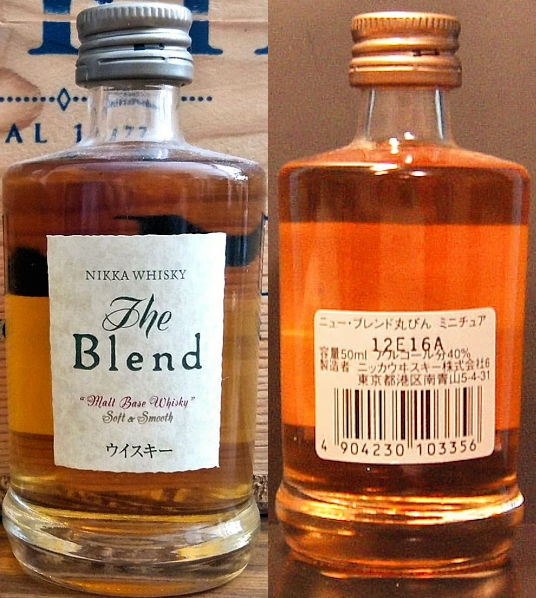 AL 1
NIKKA WHISKY
The
Blend
"Malt Base Whisky"
Soft & Smooth
ウイスキー
ニュー・ブレンド丸びん ミニチュア
12E16A
容量50ml アルコール分40%
製造者 ニッカウヰスキー株式会社6
東京都港区南青山5-4-31
4 904230 103356